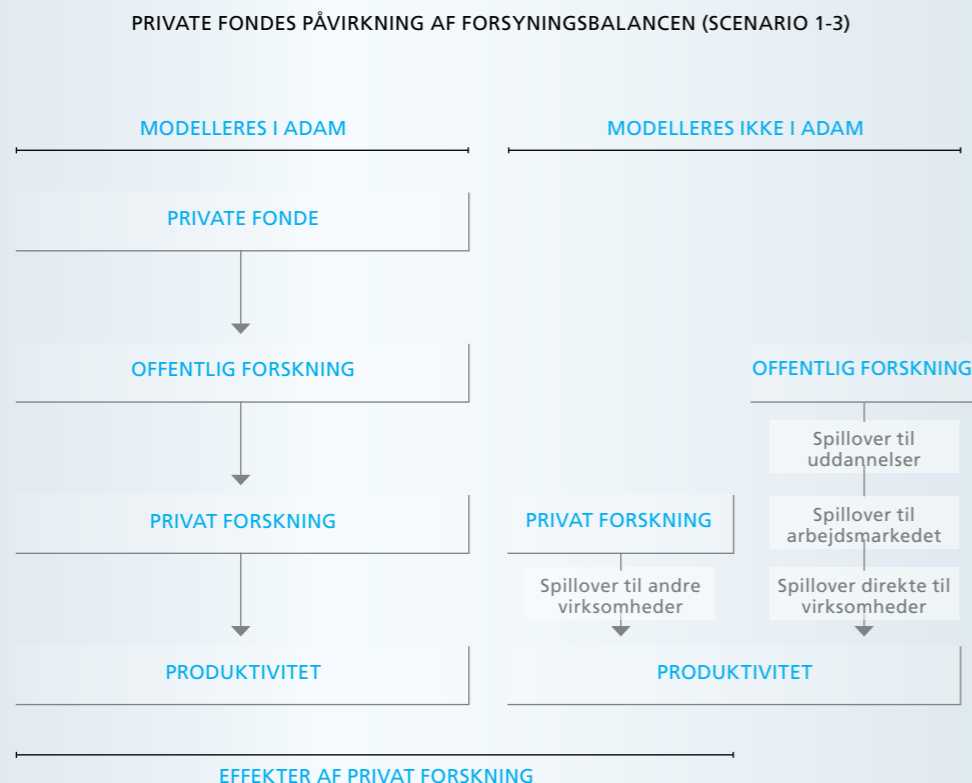 PRIVATE FONDES PÅVIRKNING AF FORSYNINGSBALANCEN (SCENARIO 1-3)
MODELLERES I ADAM
MODELLERES IKKE I ADAM
PRIVATE FONDE
OFFENTLIG FORSKNING
OFFENTLIG FORSKNING
Spillover til
uddannelser
PRIVAT FORSKNING
PRIVAT FORSKNING
Spillover til
arbejdsmarkedet
Spillover til andre
virksomheder
Spillover direkte til
virksomheder
PRODUKTIVITET
PRODUKTIVITET
EFFEKTER AF PRIVAT FORSKNING